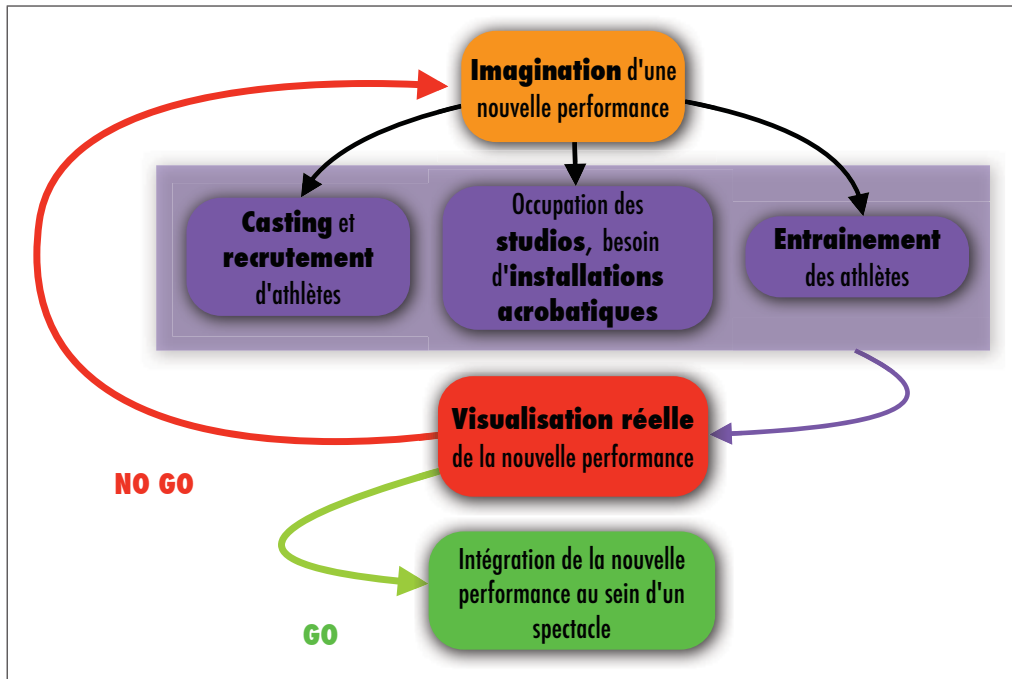 Imagination d'une
nouvelle performance
Casting et
recrutement
d'athlètes
Occupation des
studios, besoin
d'installations
acrobatiques
Entrainement
des athlètes
Visualisation réelle
de la nouvelle performance
NO GO
Intégration de la nouvelle
performance au sein d'un
spectacle
GO